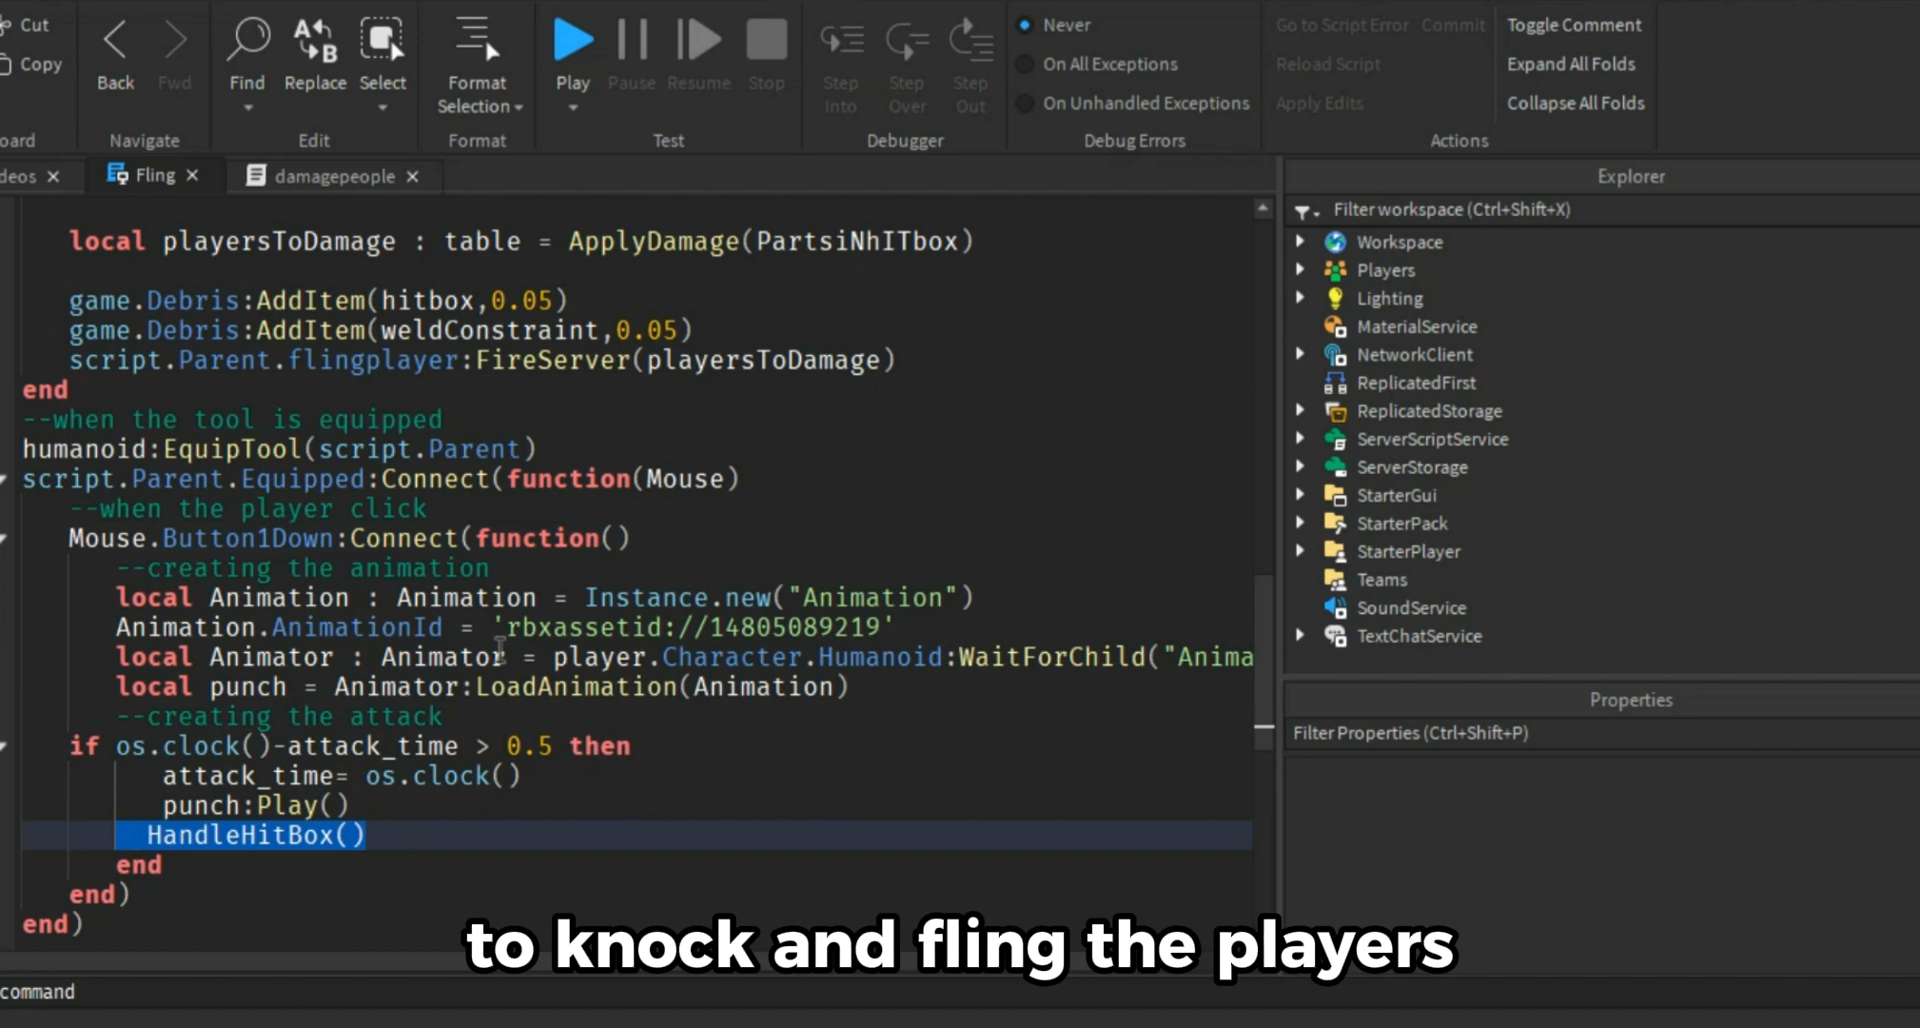 Cut
Copy
oard
Back
Fwd
Navigate
Find
Replace
Select
Edit
Format
Selection
Format
Play
Pause
Resume
Stop
Test
Step
Into
Step
Over
Step
Out
Debugger
Never
On All Exceptions
On Unhandled Exceptions
Debug Errors
Go to Script Error
Commit
Reload Script
Apply Edits
Toggle Comment
Expand All Folds
Collapse All Folds
Actions
deos
Fling
damagepeople
local playersToDamage : table = ApplyDamage(PartsiNhITbox)
game.Debris:AddItem(hitbox,0.05)
game.Debris:AddItem(weldConstraint,0.05)
script.Parent.flingplayer:FireServer(playersToDamage)
end
--when the tool is equipped
humanoid:EquipTool(script.Parent)
script.Parent.Equipped:Connect(function(Mouse)
--when the player click
Mouse.Button1Down:Connect(function()
--creating the animation
local Animation : Animation = Instance.new("Animation")
Animation.AnimationId = 'rbxassetid://14805089219'
local Animator : Animator = player.Character.Humanoid:WaitForChild("Anima
local punch = Animator:LoadAnimation(Animation)
--creating the attack
if os.clock()-attack_time > 0.5 then
attack_time= os.clock()
punch:Play()
HandleHitBox()
end
end)
end)
command
Explorer
Filter workspace (Ctrl+Shift+X)
Workspace
Players
Lighting
MaterialService
NetworkClient
ReplicatedFirst
ReplicatedStorage
ServerScriptService
ServerStorage
StarterGui
StarterPack
StarterPlayer
Teams
SoundService
TextChatService
Properties
Filter Properties (Ctrl+Shift+P)
to knock and fling the players